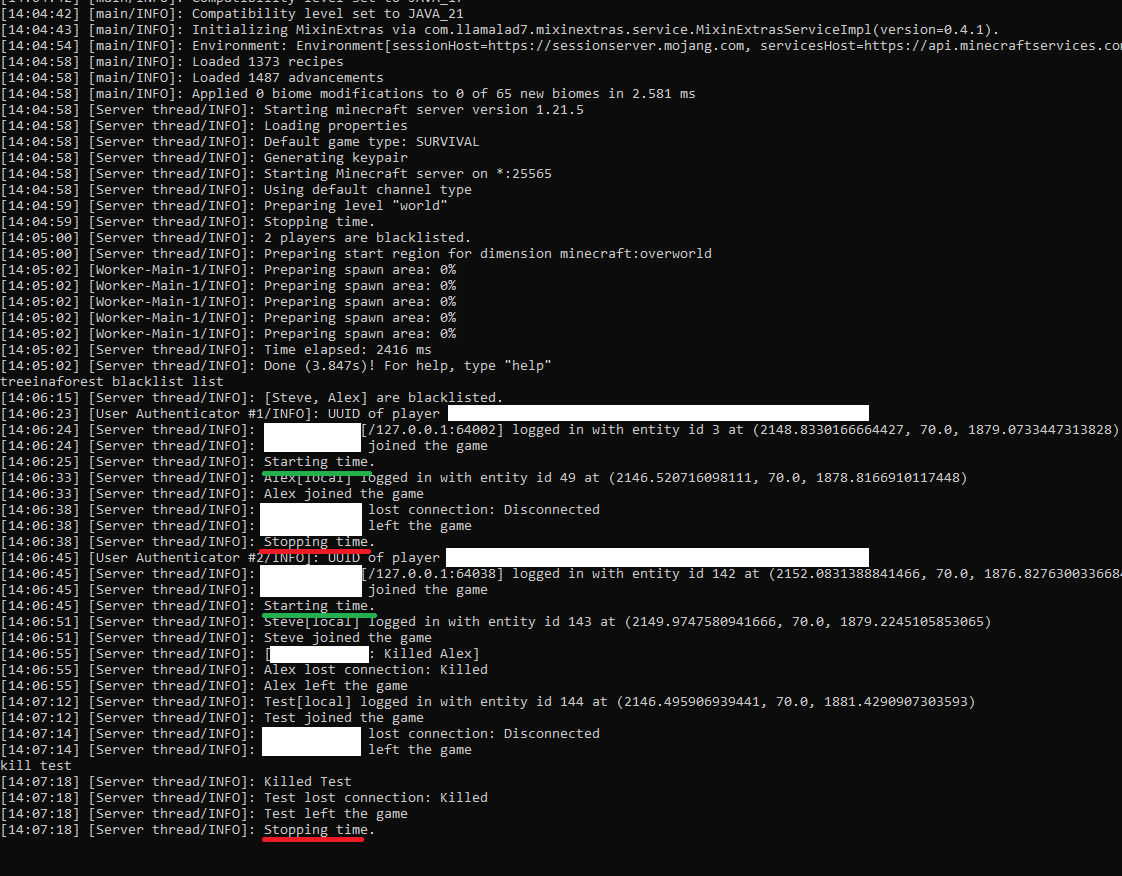 [14:04:42] [main/INFO]: Compatibility level set to JAVA_17
[14:04:42] [main/INFO]: Compatibility level set to JAVA_21
[14:04:43] [main/INFO]: Initializing MixinExtras via com.llamalad7.mixinextras.service.MixinExtrasServiceImpl(version=0.4.1).
[14:04:54] [main/INFO]: Environment: Environment[sessionHost=https://sessionserver.mojang.com, servicesHost=https://api.minecraftservices.co
[14:04:58] [main/INFO]: Loaded 1373 recipes
[14:04:58] [main/INFO]: Loaded 1487 advancements
[14:04:58] [main/INFO]: Applied 0 biome modifications to 0 of 65 new biomes in 2.581 ms
[14:04:58] [Server thread/INFO]: Starting minecraft server version 1.21.5
[14:04:58] [Server thread/INFO]: Loading properties
[14:04:58] [Server thread/INFO]: Default game type: SURVIVAL
[14:04:58] [Server thread/INFO]: Generating keypair
[14:04:58] [Server thread/INFO]: Starting Minecraft server on *:25565
[14:04:58] [Server thread/INFO]: Using default channel type
[14:04:59] [Server thread/INFO]: Preparing level "world"
[14:04:59] [Server thread/INFO]: Stopping time.
[14:05:00] [Server thread/INFO]: 2 players are blacklisted.
[14:05:00] [Server thread/INFO]: Preparing start region for dimension minecraft:overworld
[14:05:02] [Worker-Main-1/INFO]: Preparing spawn area: 0%
[14:05:02] [Worker-Main-1/INFO]: Preparing spawn area: 0%
[14:05:02] [Worker-Main-1/INFO]: Preparing spawn area: 0%
[14:05:02] [Worker-Main-1/INFO]: Preparing spawn area: 0%
[14:05:02] [Worker-Main-1/INFO]: Preparing spawn area: 0%
[14:05:02] [Server thread/INFO]: Time elapsed: 2416 ms
[14:05:02] [Server thread/INFO]: Done (3.847s)! For help, type "help"
treeinaforest blacklist list
[14:06:15] [Server thread/INFO]: [Steve, Alex] are blacklisted.
[14:06:23] [User Authenticator #1/INFO]: UUID of player
[14:06:24] [Server thread/INFO]: [/127.0.0.1:64002] logged in with entity id 3 at (2148.8330166664427, 70.0, 1879.0733447313828)
[14:06:24] [Server thread/INFO]: joined the game
[14:06:25] [Server thread/INFO]: Starting time.
[14:06:33] [Server thread/INFO]: Alex[local] logged in with entity id 49 at (2146.520716098111, 70.0, 1878.8166910117448)
[14:06:33] [Server thread/INFO]: Alex joined the game
[14:06:38] [Server thread/INFO]: lost connection: Disconnected
[14:06:38] [Server thread/INFO]: left the game
[14:06:38] [Server thread/INFO]: Stopping time.
[14:06:45] [User Authenticator #2/INFO]: UUID of player
[14:06:45] [Server thread/INFO]: [/127.0.0.1:64038] logged in with entity id 142 at (2152.0831388841466, 70.0, 1876.827630033668
[14:06:45] [Server thread/INFO]: joined the game
[14:06:45] [Server thread/INFO]: Starting time.
[14:06:51] [Server thread/INFO]: Steve[local] logged in with entity id 143 at (2149.9747580941666, 70.0, 1879.2245105853065)
[14:06:51] [Server thread/INFO]: Steve joined the game
[14:06:55] [Server thread/INFO]: [: Killed Alex]
[14:06:55] [Server thread/INFO]: Alex lost connection: Killed
[14:06:55] [Server thread/INFO]: Alex left the game
[14:07:12] [Server thread/INFO]: Test[local] logged in with entity id 144 at (2146.495906939441, 70.0, 1881.4290907303593)
[14:07:12] [Server thread/INFO]: Test joined the game
[14:07:14] [Server thread/INFO]: lost connection: Disconnected
[14:07:14] [Server thread/INFO]: left the game
kill test
[14:07:18] [Server thread/INFO]: Killed Test
[14:07:18] [Server thread/INFO]: Test lost connection: Killed
[14:07:18] [Server thread/INFO]: Test left the game
[14:07:18] [Server thread/INFO]: Stopping time.